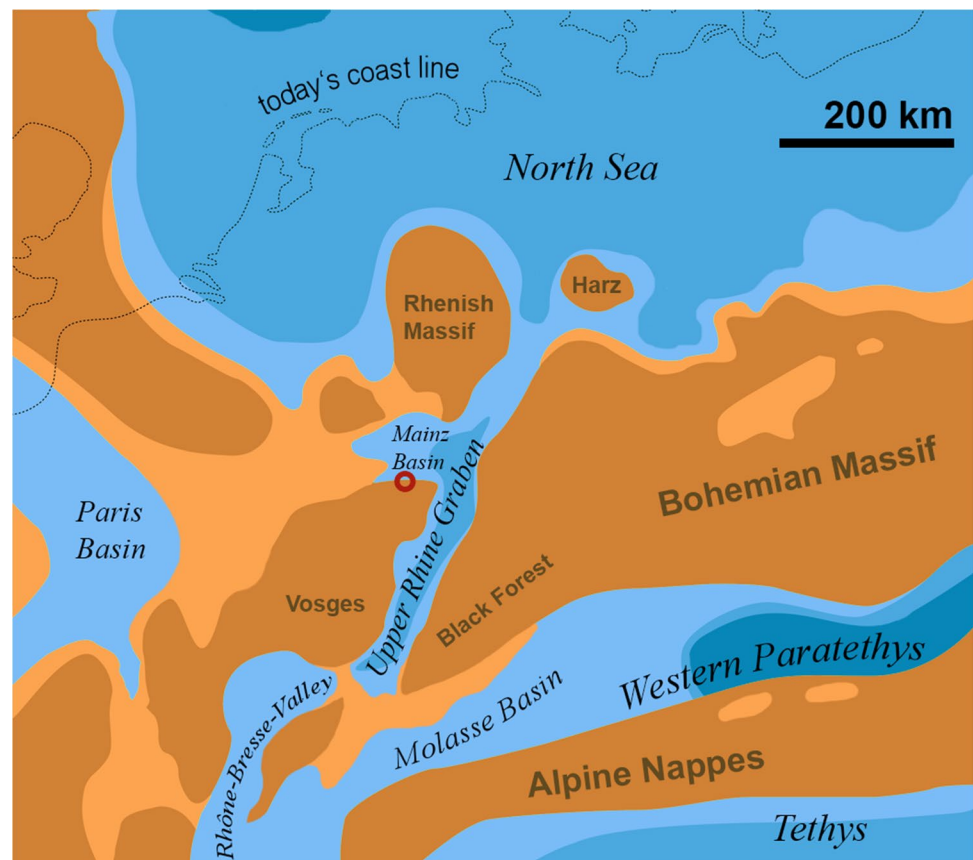 today's coast line
200 km
North Sea
Harz
Rhenish
Massif
Mainz
Basin
Upper Rhine Graben
Bohemian Massif
Paris
Basin
Vosges
Black Forest
Western Paratethys
Rhône-Bresse-Valley
Molasse Basin
Alpine Nappes
Tethys